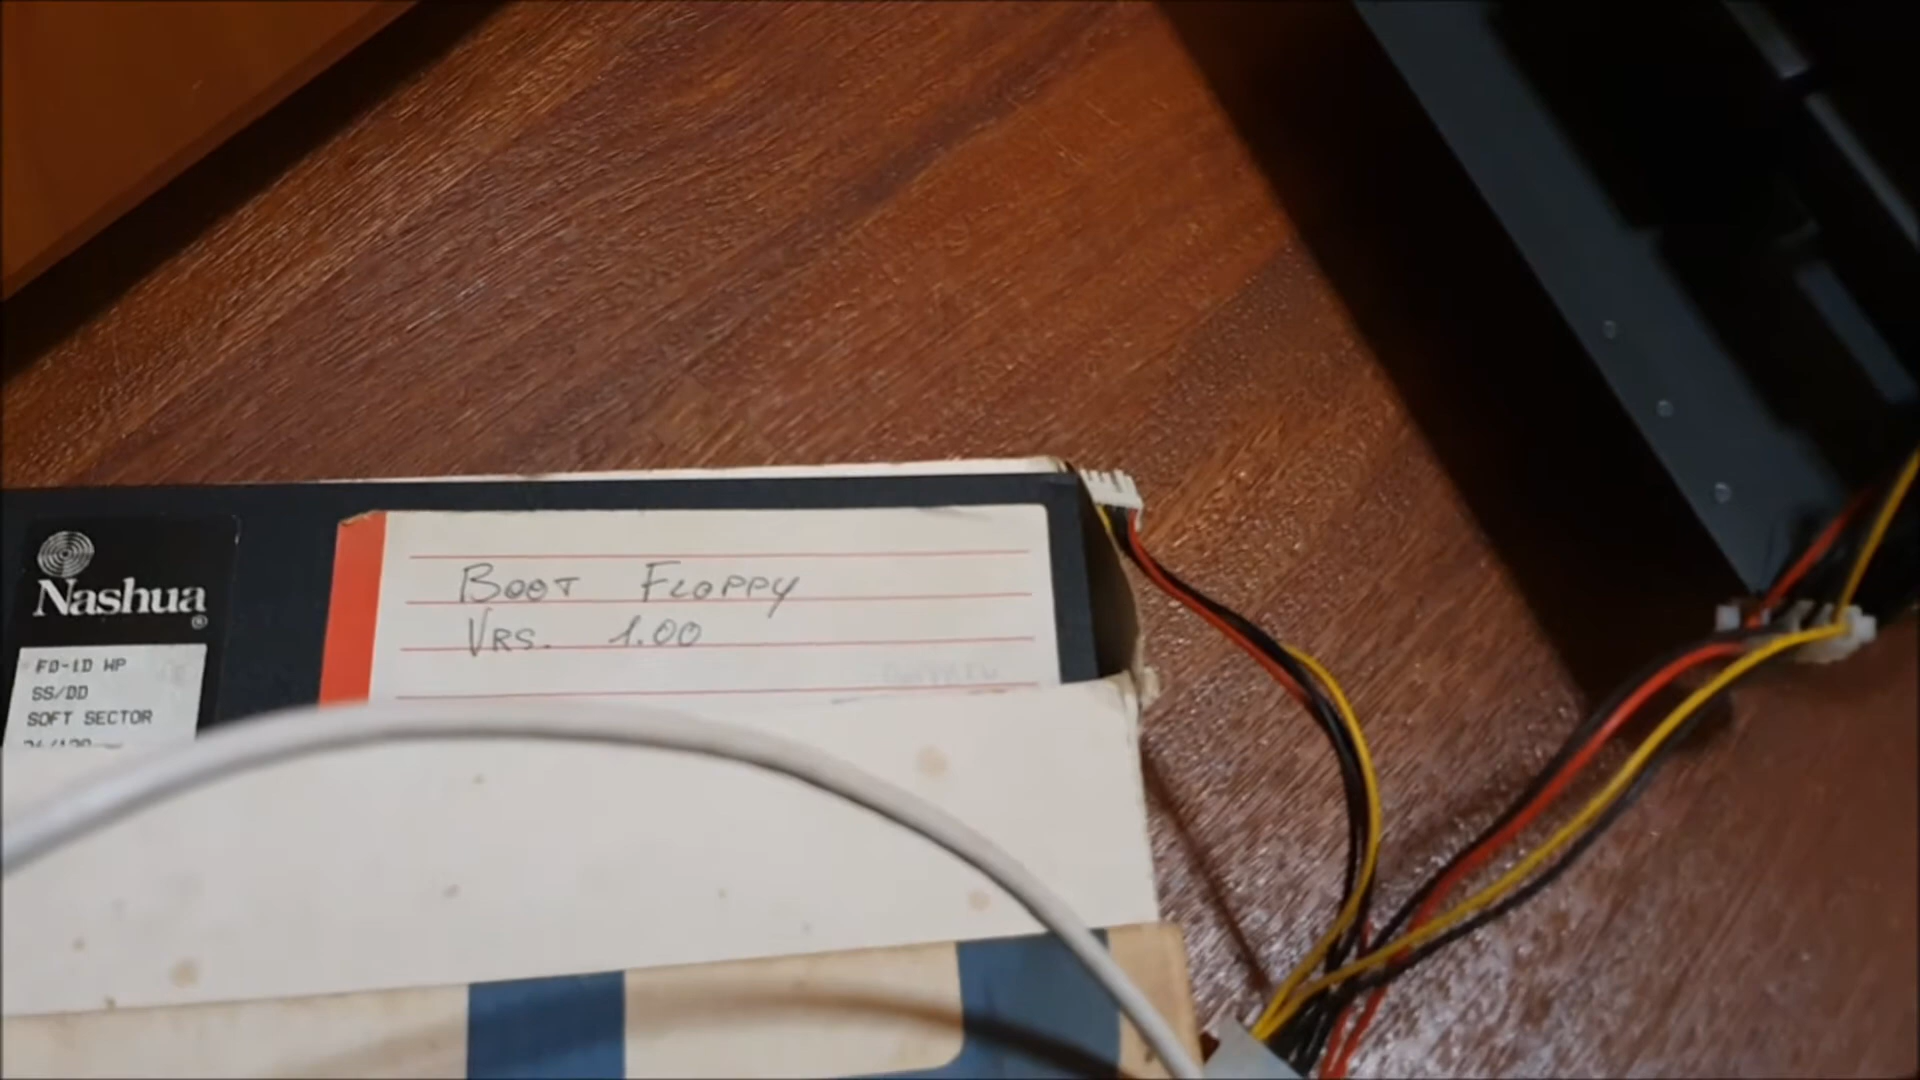 Nashua
®
FD-1D WP
SS/DD
SOFT SECTOR
BOOT FLOPPY
VRS. 1.00